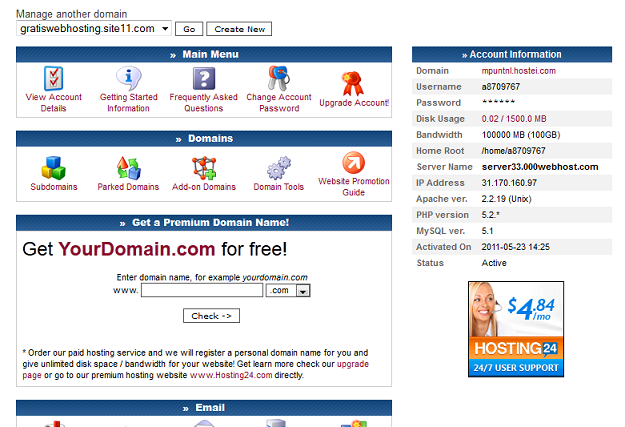 Manage another domain
gratiswebhosting.site11.com Go Create New
» Main Menu
View Account Details
Getting Started Information
Frequently Asked Questions
Change Account Password
Upgrade Account!
» Domains
Subdomains
Parked Domains
Add-on Domains
Domain Tools
Website Promotion Guide
» Get a Premium Domain Name!
Get YourDomain.com for free!
Enter domain name, for example yourdomain.com
www. .com
Check ->
* Order our paid hosting service and we will register a personal domain name for you and
give unlimited disk space / bandwidth for your website! Get learn more check our upgrade
page or go to our premium hosting website www.Hosting24.com directly.
» Email
» Account Information
Domain mpuntnl.hostei.com
Username a8709767
Password ******
Disk Usage 0.02 / 1500.0 MB
Bandwidth 100000 MB (100GB)
Home Root /home/a8709767
Server Name server33.000webhost.com
IP Address 31.170.160.97
Apache ver. 2.2.19 (Unix)
PHP version 5.2.*
MySQL ver. 5.1
Activated On 2011-05-23 14:25
Status Active
$4.84
/mo
HOSTING 24
24/7 USER SUPPORT